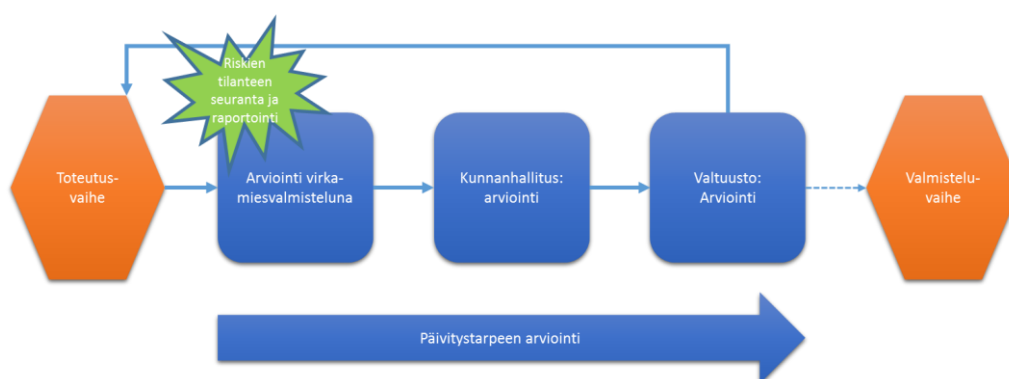 Riskien
tilanteen
seuranta ja
raportointi
Toteutus-
vaihe
Arviointi virka-
miesvalmisteluna
Kunnanhallitus:
arviointi
Valtuusto:
Arviointi
Valmistelu-
vaihe
Päivitystarpeen arviointi